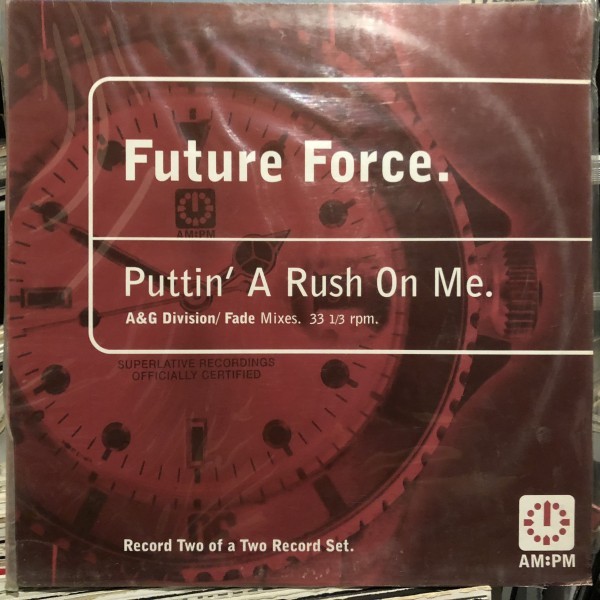 Future Force.
AM:PM
Puttin' A Rush On Me.
A&G Division/ Fade Mixes. 33 1/3 rpm.
SUPERLATIVE RECORDINGS
OFFICIALLY CERTIFIED
Record Two of a Two Record Set.
AM:PM